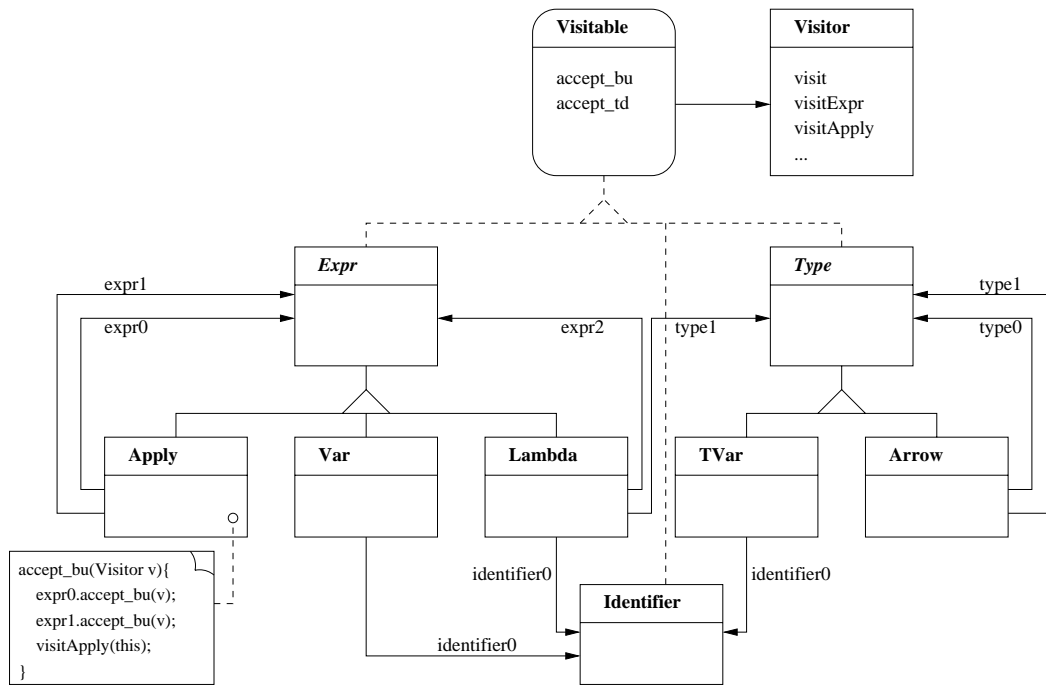 Visitable
Visitor
accept_bu
accept_td
visit
visitExpr
visitApply
...
Expr
Type
expr1
expr0
expr2
type1
type1
type0
Apply
Var
Lambda
TVar
Arrow
accept_bu(Visitor v){
expr0.accept_bu(v);
expr1.accept_bu(v);
visitApply(this);
}
identifier0
identifier0
Identifier
identifier0